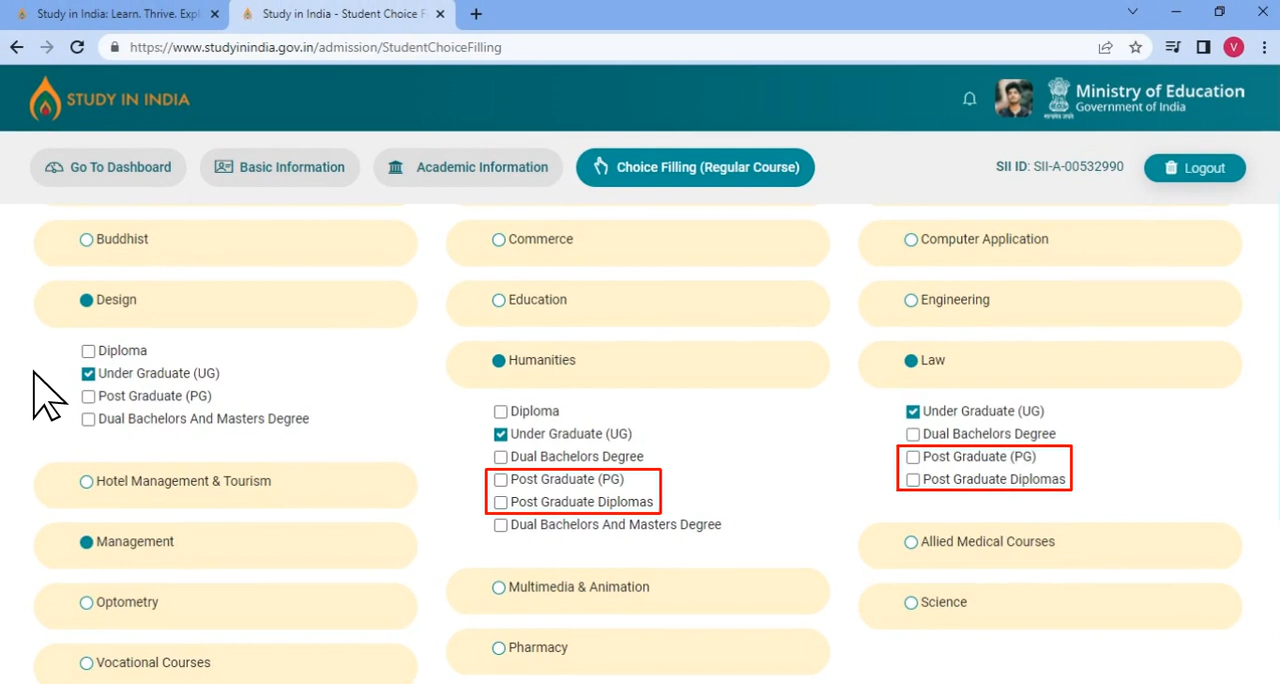 Study in India: Learn. Thrive. Expl
Study in India - Student Choice F
https://www.studyinindia.gov.in/admission/StudentChoiceFilling
V
STUDY IN INDIA
Ministry of Education
Government of India
Go To Dashboard
Basic Information
Academic Information
Choice Filling (Regular Course)
SII ID: SII-A-00532990
Logout
Buddhist
Commerce
Computer Application
Design
Education
Engineering
Diploma
Under Graduate (UG)
Post Graduate (PG)
Dual Bachelors And Masters Degree
Humanities
Law
Diploma
Under Graduate (UG)
Dual Bachelors Degree
Post Graduate (PG)
Post Graduate Diplomas
Dual Bachelors And Masters Degree
Under Graduate (UG)
Dual Bachelors Degree
Post Graduate (PG)
Post Graduate Diplomas
Hotel Management & Tourism
Management
Allied Medical Courses
Optometry
Multimedia & Animation
Science
Vocational Courses
Pharmacy